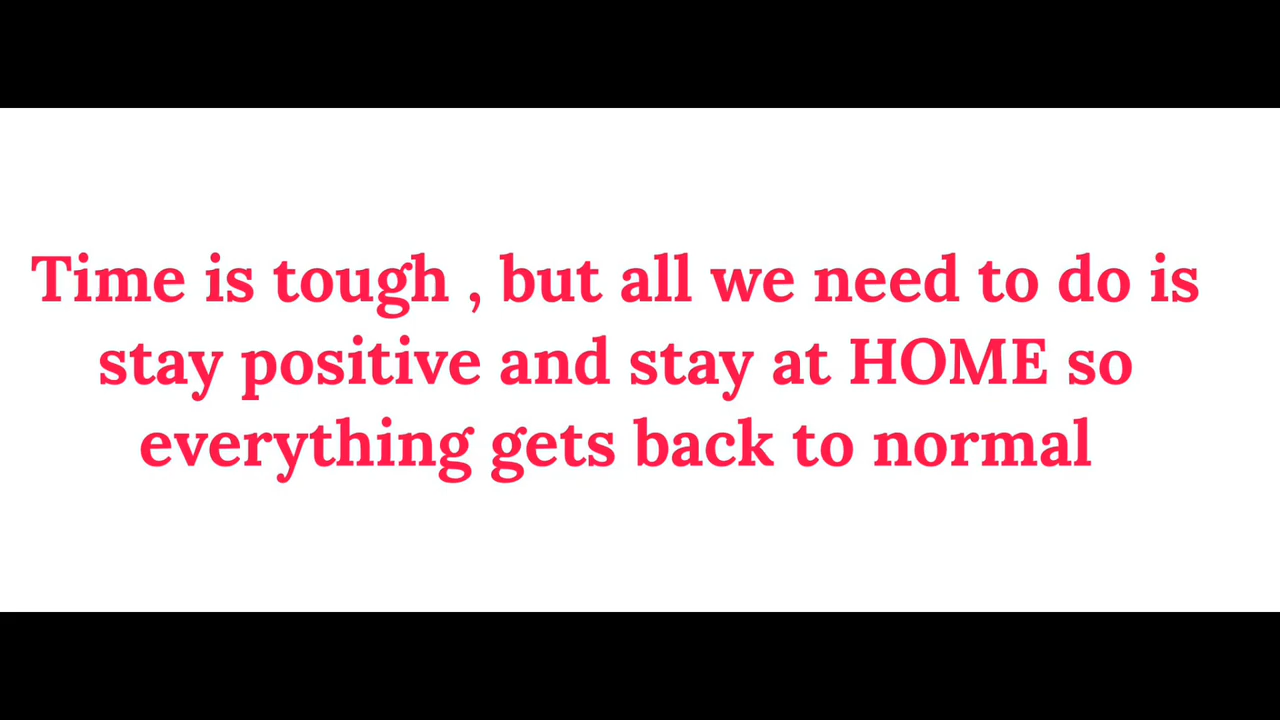 Time is tough , but all we need to do is
stay positive and stay at HOME so
everything gets back to normal